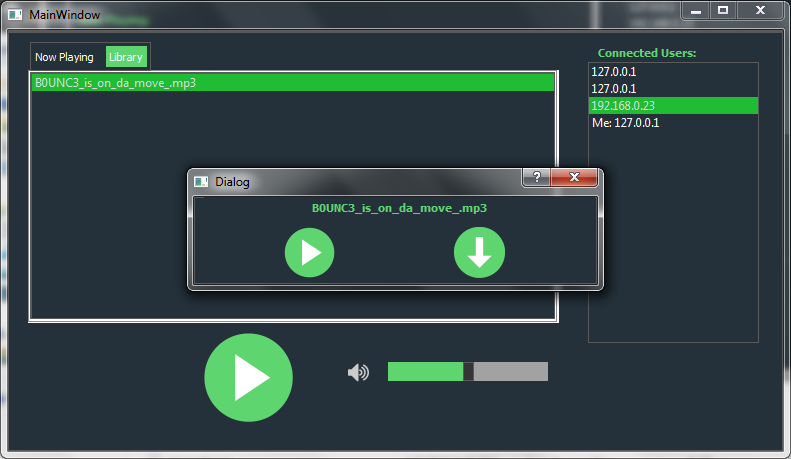 MainWindow
Now Playing
Library
B0UNC3_is_on_da_move_.mp3
Connected Users:
127.0.0.1
127.0.0.1
192.168.0.23
Me: 127.0.0.1
Dialog
?
B0UNC3_is_on_da_move_.mp3